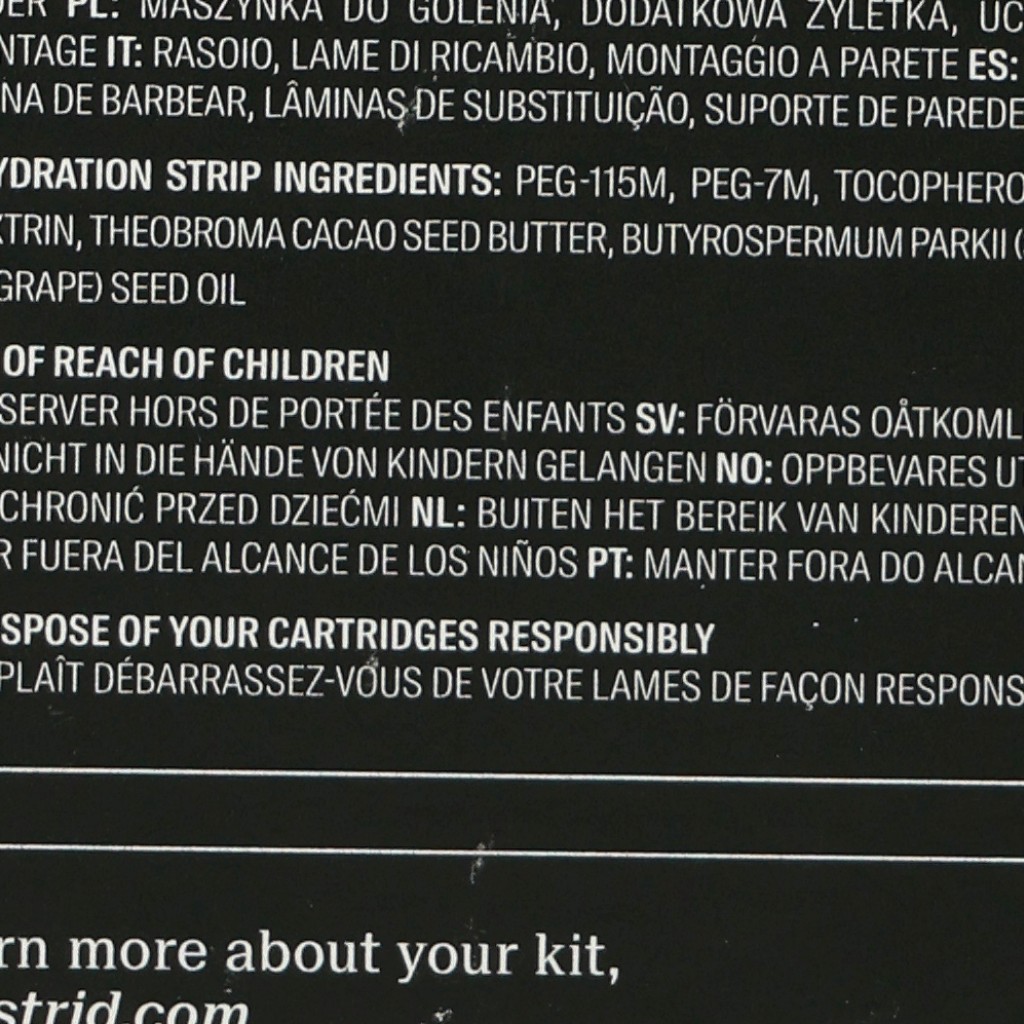 PL: MASZYNKA DO GOLENIA, DODATKOWA ŻYLETKA, UC
NTAGE IT: RASOIO, LAME DI RICAMBIO, MONTAGGIO A PARETE ES:
NA DE BARBEAR, LÂMINAS DE SUBSTITUIÇÃO, SUPORTE DE PAREDE
YDRATION STRIP INGREDIENTS: PEG-115M, PEG-7M, TOCOPHERO
XTRIN, THEOBROMA CACAO SEED BUTTER, BUTYROSPERMUM PARKII (
GRAPE) SEED OIL
OF REACH OF CHILDREN
SERVER HORS DE PORTÉE DES ENFANTS SV: FÖRVARAS OÅTKOML
NICHT IN DIE HÄNDE VON KINDERN GELANGEN NO: OPPBEVARES UT
CHRONIĆ PRZED DZIEĆMI NL: BUITEN HET BEREIK VAN KINDEREN
R FUERA DEL ALCANCE DE LOS NIÑOS PT: MANTER FORA DO ALCAN
SPOSE OF YOUR CARTRIDGES RESPONSIBLY
PLAÎT DÉBARRASSEZ-VOUS DE VOTRE LAMES DE FAÇON RESPONS
rn more about your kit,
strid.com